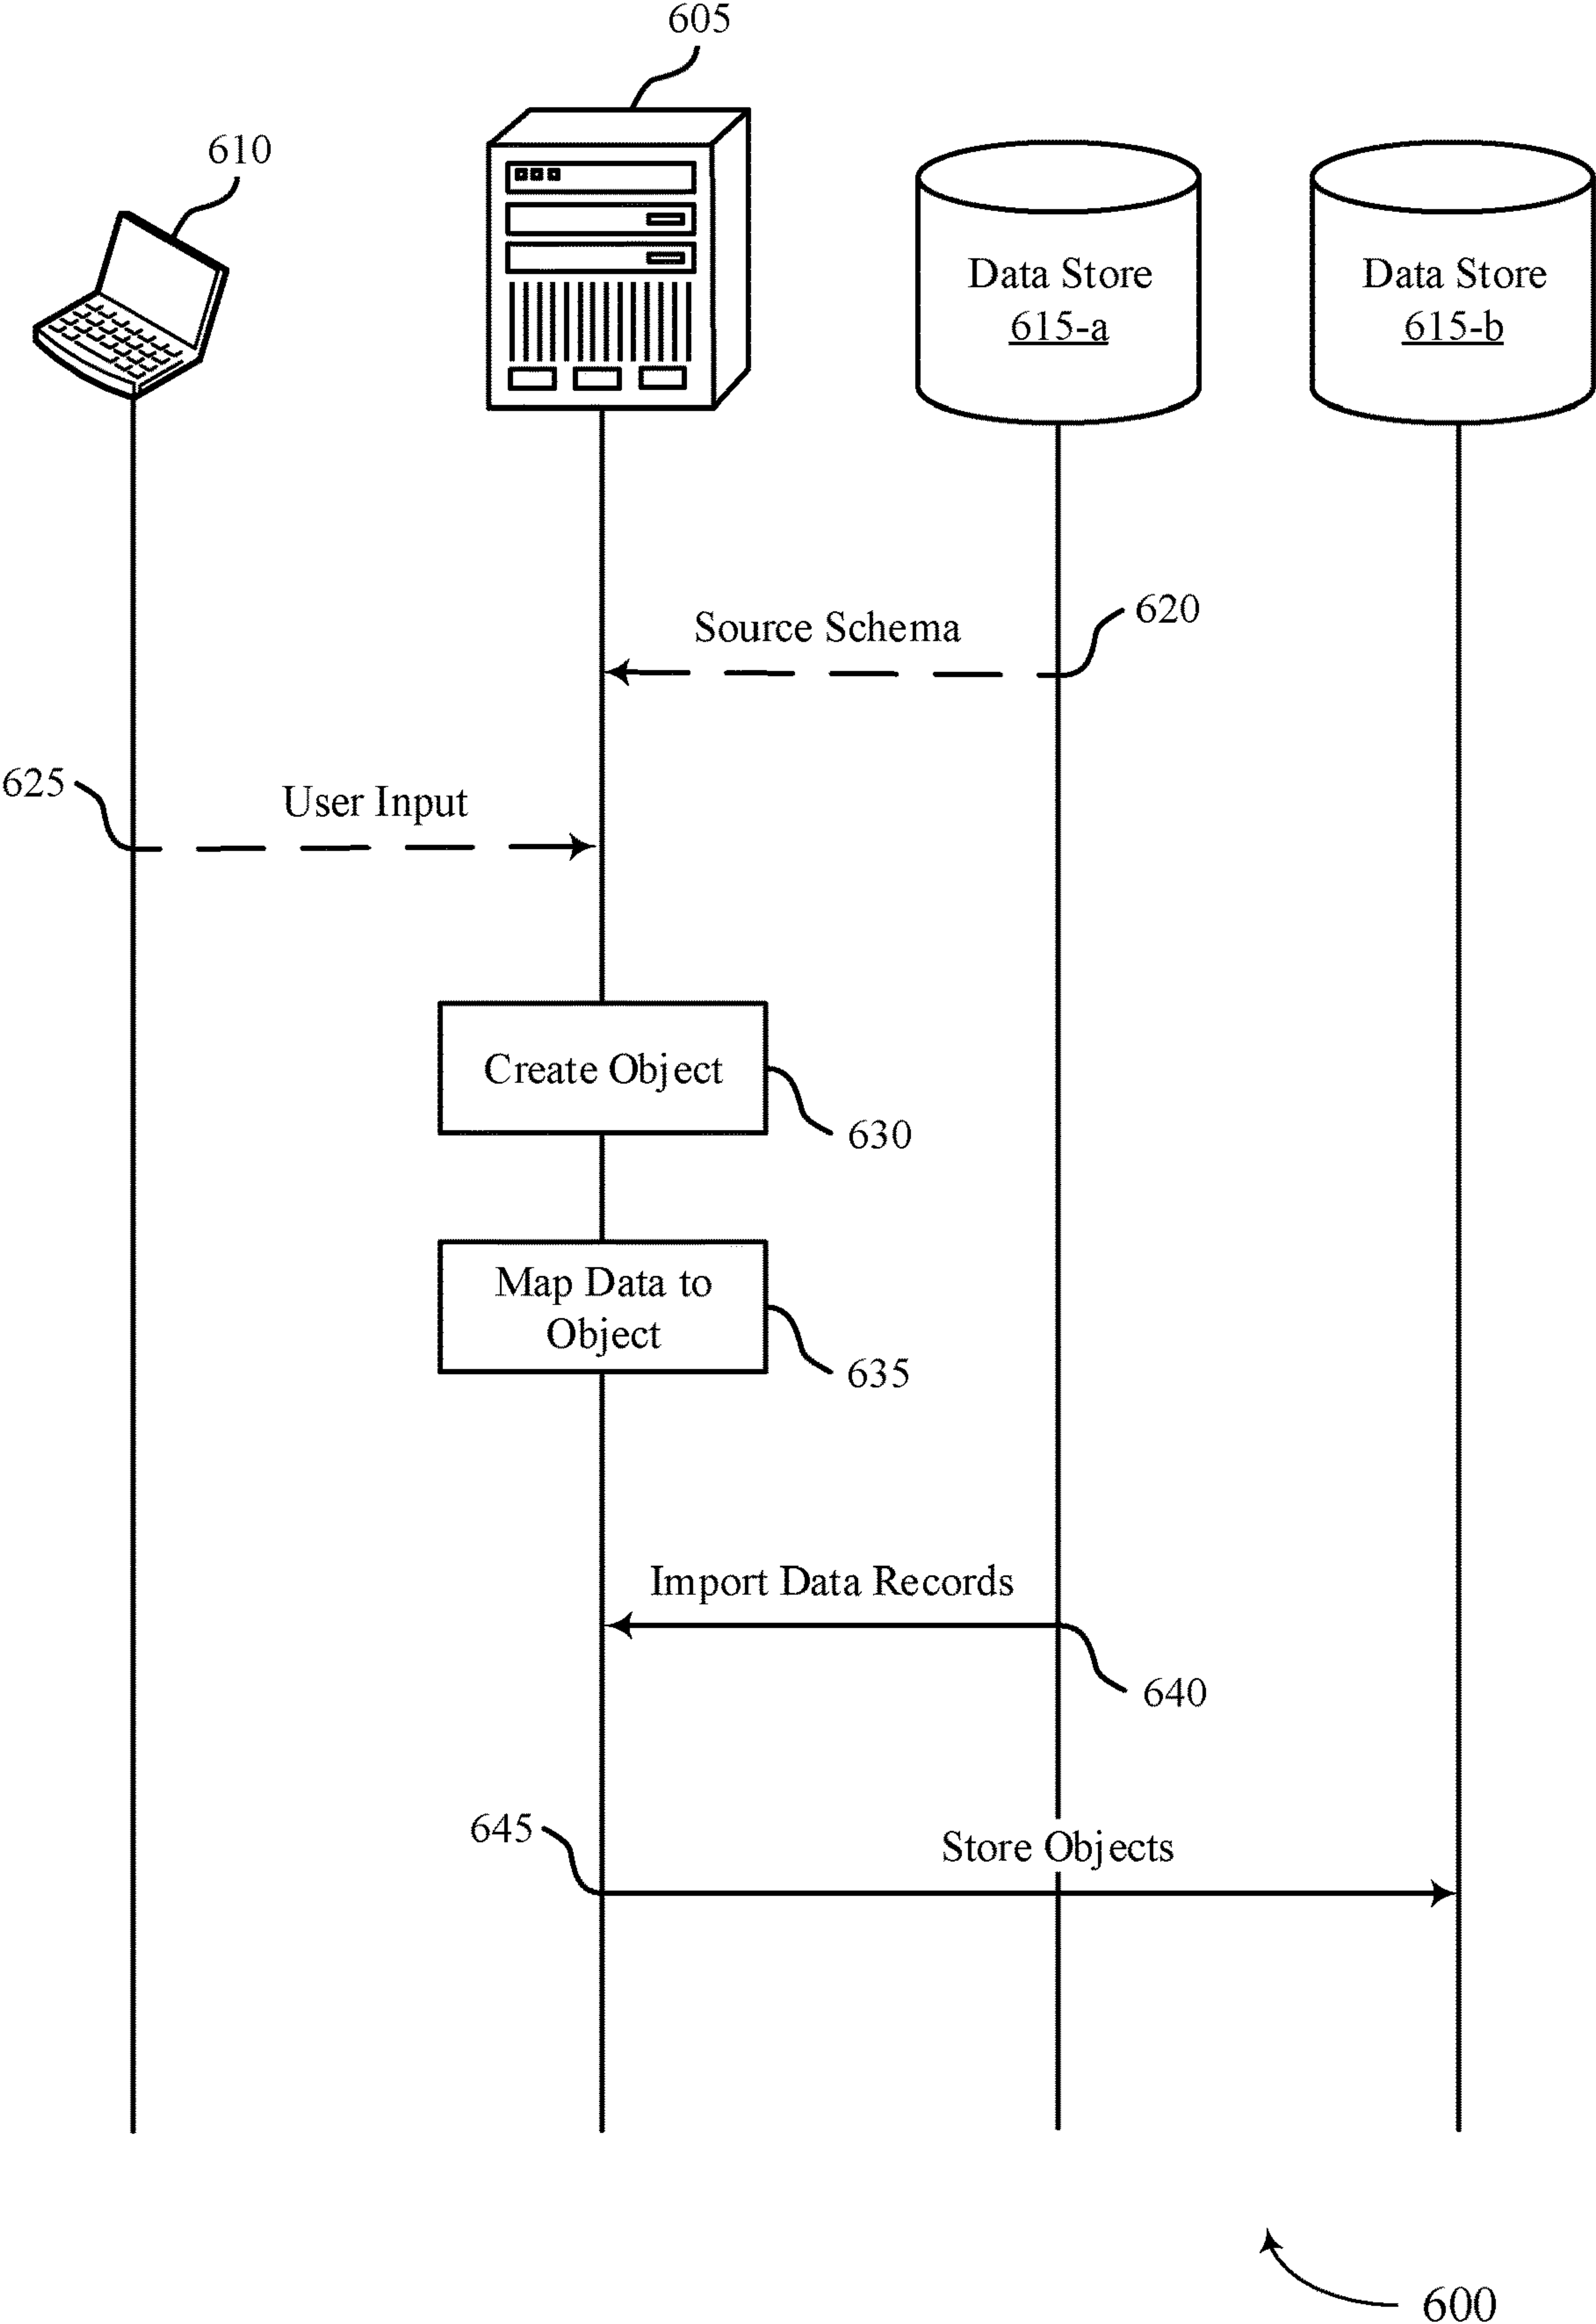 605
610
Data Store
615-a
Data Store
615-b
620
Source Schema
625
User Input
Create Object
630
Map Data to
Object
635
Import Data Records
640
645
Store Objects
600